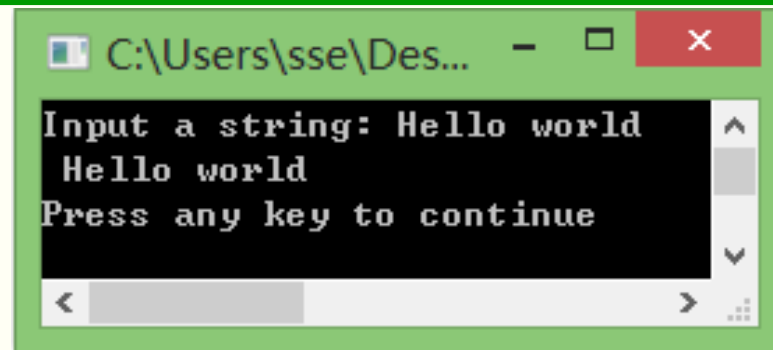 C:\Users\sse\Des...
Input a string: Hello world
 Hello world
Press any key to continue